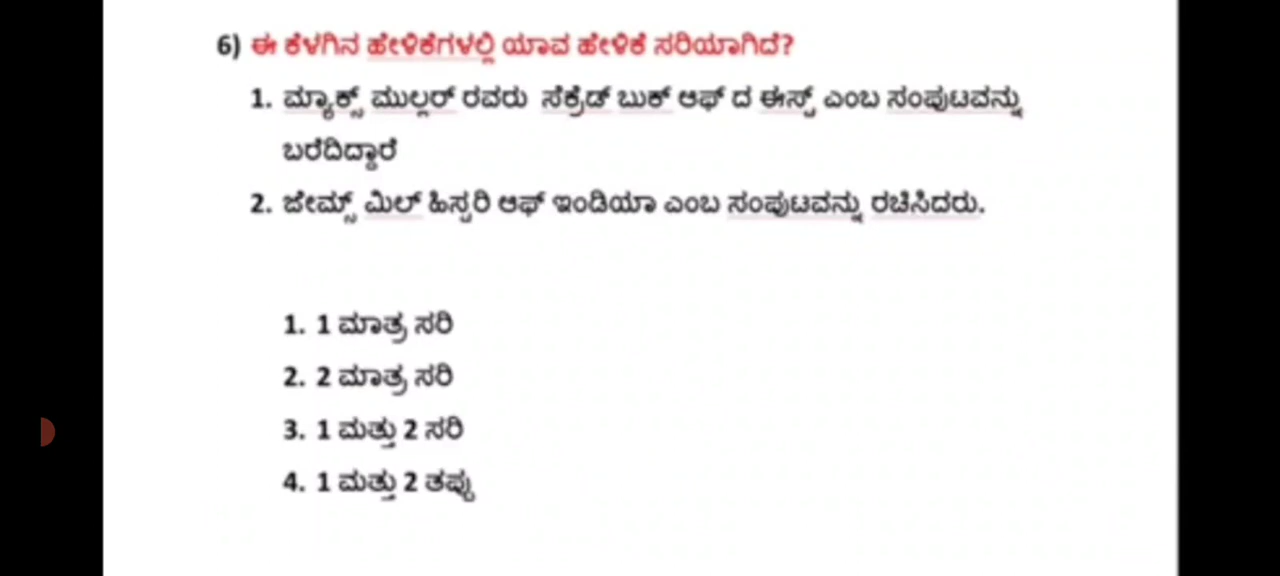 6) ಈ ಕೆಳಗಿನ ಹೇಳಿಕೆಗಳಲ್ಲಿ ಯಾವ ಹೇಳಿಕೆ ಸರಿಯಾಗಿದೆ?
1. ಮ್ಯಾಕ್ಸ್ ಮುಲ್ಲರ್ ರವರು ಸೆಕ್ರೆಡ್ ಬುಕ್ ಆಫ್ ದ ಈಸ್ಟ್ ಎಂಬ ಸಂಪುಟವನ್ನು
ಬರೆದಿದ್ದಾರೆ
2. ಜೇಮ್ಸ್ ಮಿಲ್ ಹಿಸ್ಟರಿ ಆಫ್ ಇಂಡಿಯಾ ಎಂಬ ಸಂಪುಟವನ್ನು ರಚಿಸಿದರು.
1. 1 ಮಾತ್ರ ಸರಿ
2. 2 ಮಾತ್ರ ಸರಿ
3. 1 ಮತ್ತು 2 ಸರಿ
4. 1 ಮತ್ತು 2 ತಪ್ಪು